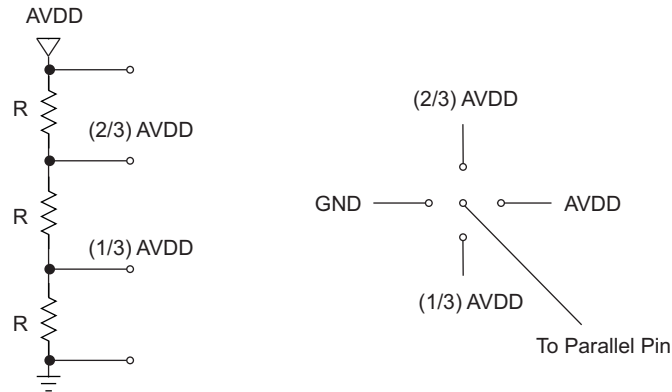 AVDD
R
(2/3) AVDD
R
(1/3) AVDD
R
(2/3) AVDD
GND
AVDD
(1/3) AVDD
To Parallel Pin